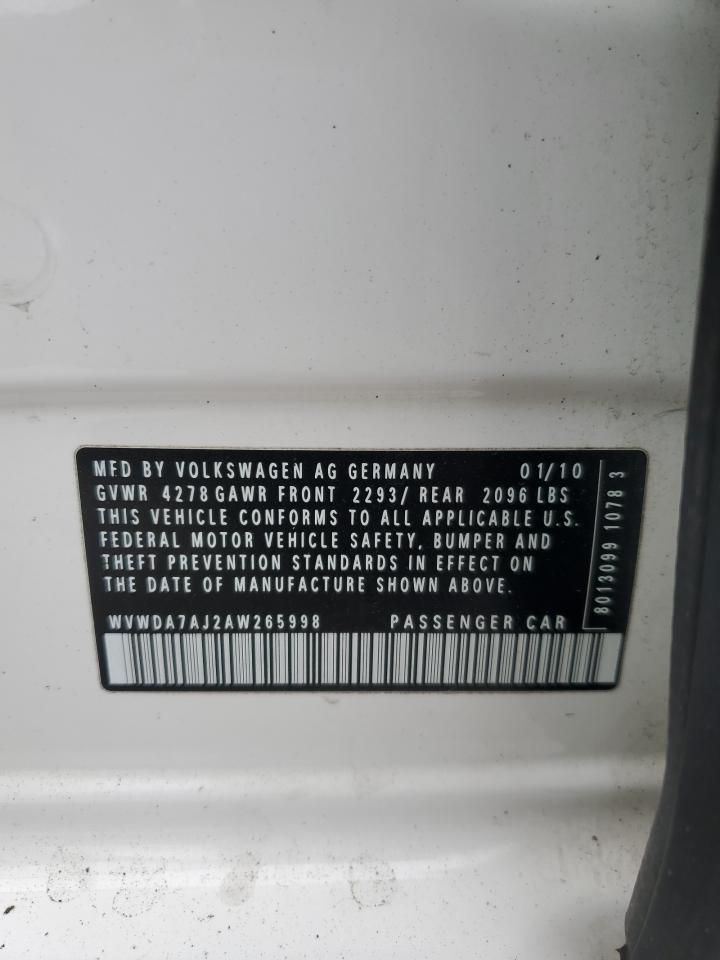 MFD BY VOLKSWAGEN AG GERMANY 01/10
GVWR 4278 GAWR FRONT 2293/ REAR 2096 LBS
THIS VEHICLE CONFORMS TO ALL APPLICABLE U.S.
FEDERAL MOTOR VEHICLE SAFETY, BUMPER AND
THEFT PREVENTION STANDARDS IN EFFECT ON
THE DATE OF MANUFACTURE SHOWN ABOVE.
WVWDA7AJ2AW265998 PASSENGER CAR
8013099 1078 3